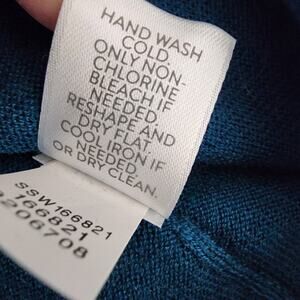 HAND WASH
COLD.
ONLY NON-
CHLORINE
BLEACH IF
NEEDED.
RESHAPE AND
DRY FLAT.
COOL IRON IF
NEEDED.
OR DRY CLEAN.
SSW166821
166821